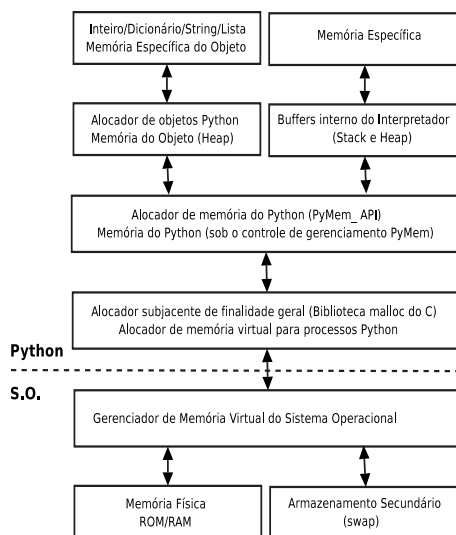 Inteiro/Dicionário/String/Lista
Memória Específica do Objeto
Memória Específica
Alocador de objetos Python
Memória do Objeto (Heap)
Buffers interno do Interpretador
(Stack e Heap)
Alocador de memória do Python (PyMem_ API)
Memória do Python (sob o controle de gerenciamento PyMem)
Alocador subjacente de finalidade geral (Biblioteca malloc do C)
Alocador de memória virtual para processos Python
Python
S.O.
Gerenciador de Memória Virtual do Sistema Operacional
Memória Física
ROM/RAM
Armazenamento Secundário
(swap)